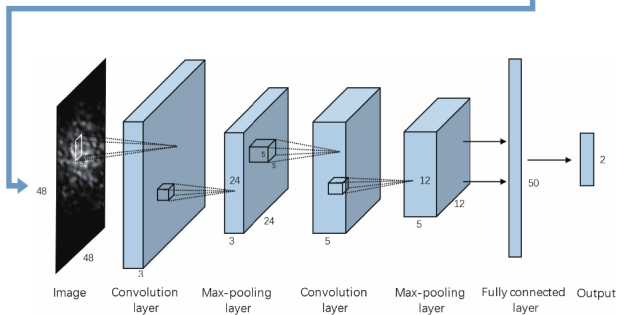 48
48
3
24
24
3
5
5
5
12
12
5
50
2
Image
Convolution layer
Max-pooling layer
Convolution layer
Max-pooling layer
Fully connected layer
Output